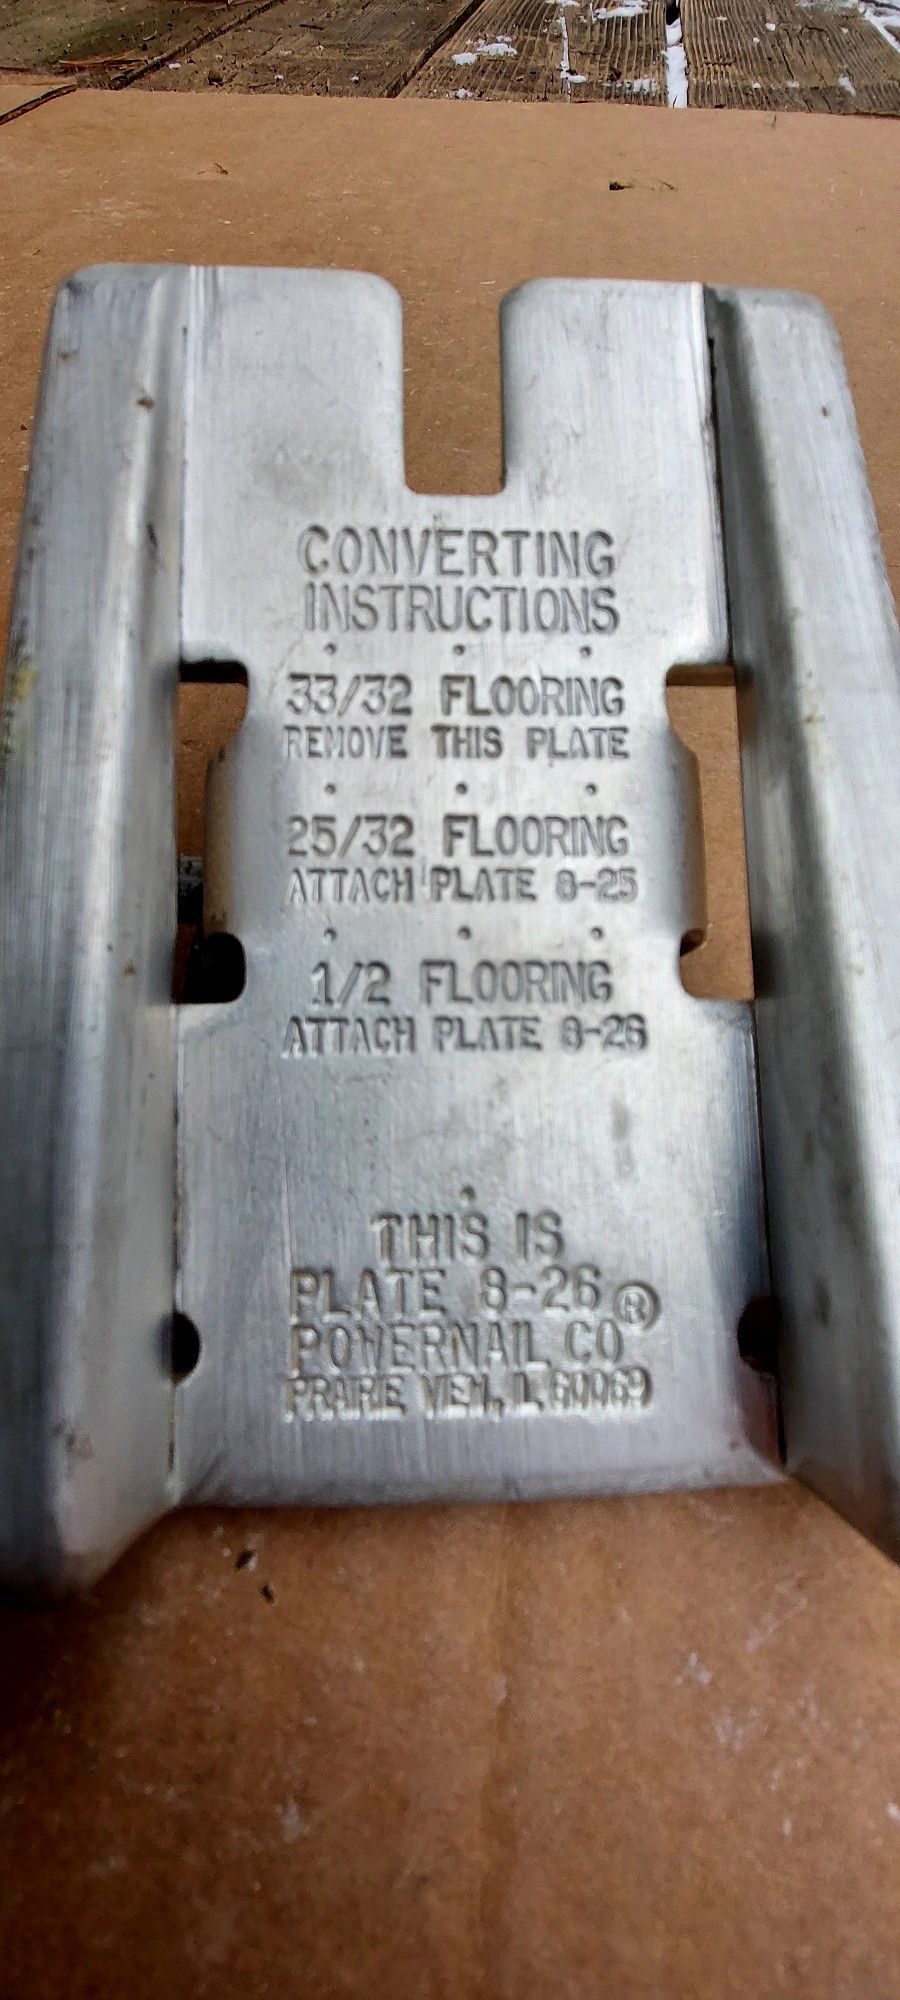 CONVERTING
INSTRUCTIONS
33/32 FLOORING
REMOVE THIS PLATE
25/32 FLOORING
ATTACH PLATE 8-25
1/2 FLOORING
ATTACH PLATE 8-26
THIS IS
PLATE 8-26
POWERNAIL CO®
PRAIRIE VIEW, IL 60069